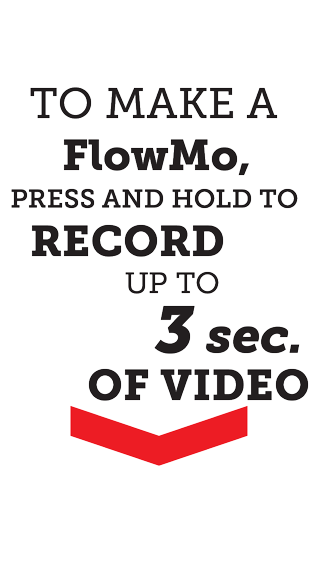 TO MAKE A
FlowMo,
PRESS AND HOLD TO
RECORD
UP TO
3 sec.
OF VIDEO